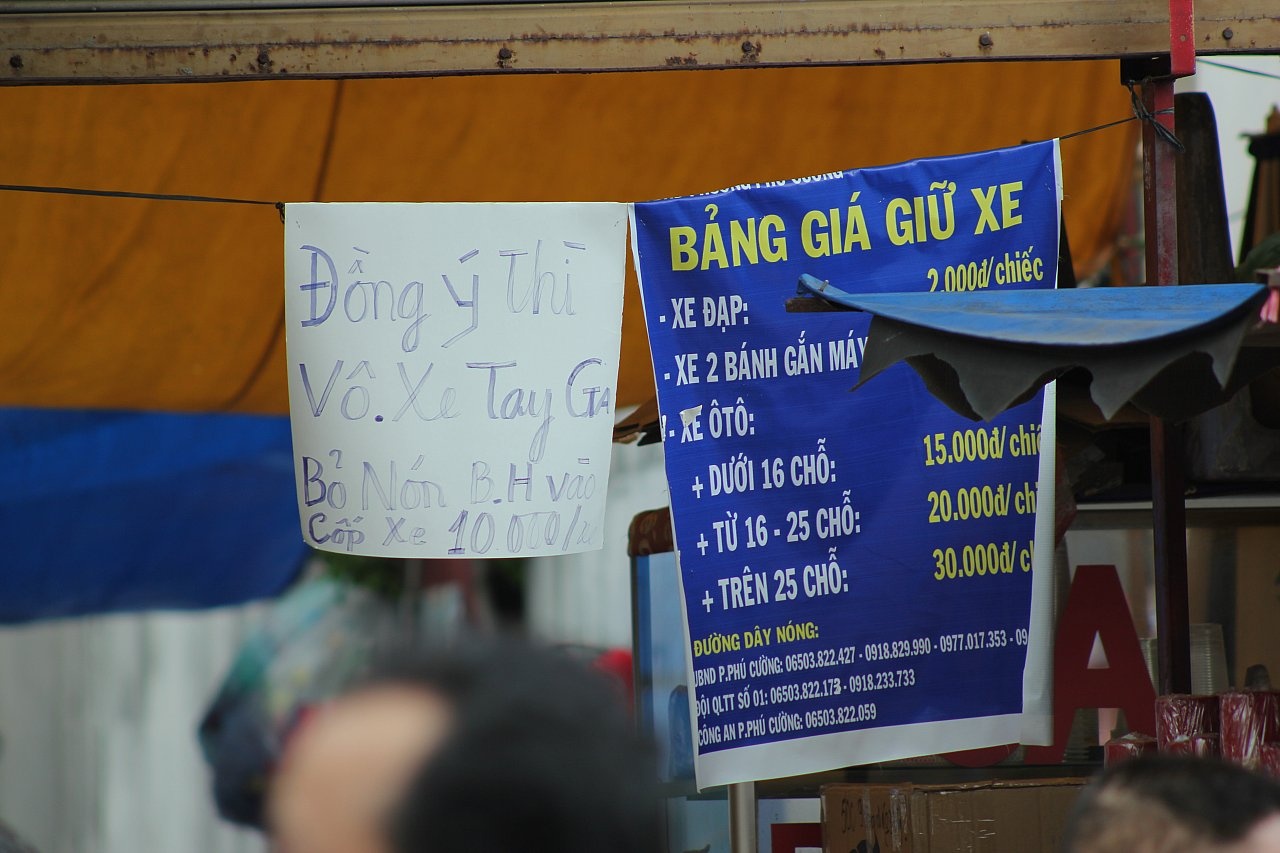 Đồng ý thì
Vô. Xe Tay Ga
Bỏ Nón B.H vào
Cốp Xe 10.000/
BẢNG GIÁ GIỮ XE
2.000đ/chiếc
- XE ĐẠP:
- XE 2 BÁNH GẮN MÁY
- XE ÔTÔ:
+ DƯỚI 16 CHỖ: 15.000đ/
+ TỪ 16 - 25 CHỖ: 20.000đ/
+ TRÊN 25 CHỖ: 30.000đ/
ĐƯỜNG DÂY NÓNG:
UBND P.PHÚ CƯỜNG: 06503.822.427 - 0918.829.990 - 0977.017.353 - 09
ĐỘI QLTT SỐ 01: 06503.822.173 - 0918.233.733
CÔNG AN P.PHÚ CƯỜNG: 06503.822.059
A